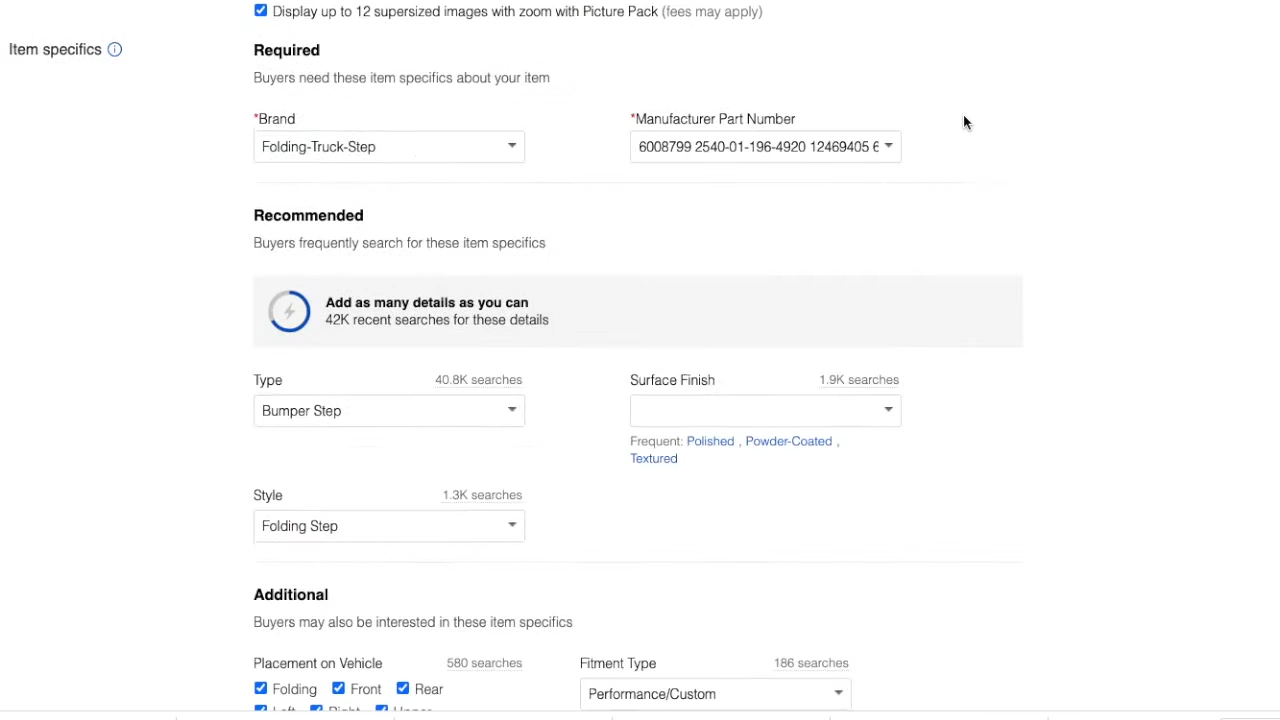 Display up to 12 supersized images with zoom with Picture Pack (fees may apply)
Item specifics
Required
Buyers need these item specifics about your item
*Brand
*Manufacturer Part Number
Folding-Truck-Step
6008799 2540-01-196-4920 12469405 6
Recommended
Buyers frequently search for these item specifics
Add as many details as you can
42K recent searches for these details
Type
40.8K searches
Surface Finish
1.9K searches
Bumper Step
Frequent: Polished , Powder-Coated ,
Textured
Style
1.3K searches
Folding Step
Additional
Buyers may also be interested in these item specifics
Placement on Vehicle
580 searches
Fitment Type
186 searches
Folding
Front
Rear
Performance/Custom